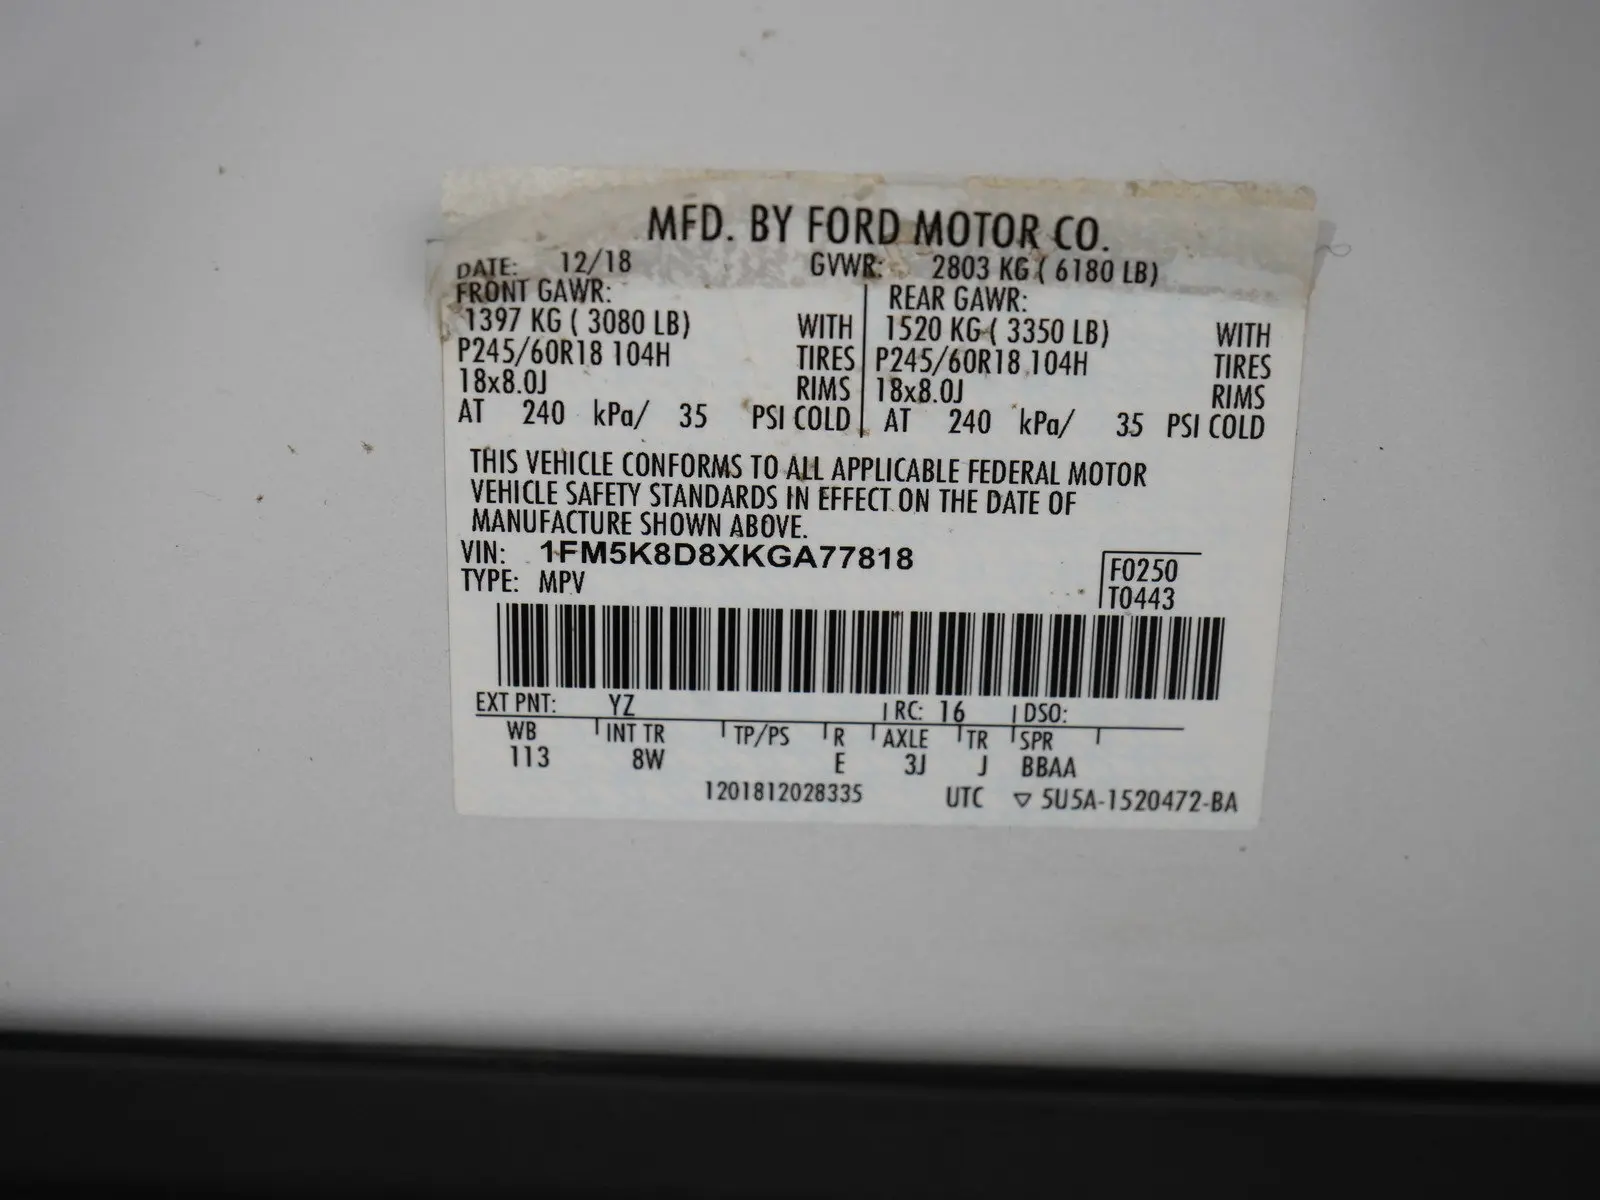 MFD. BY FORD MOTOR CO.
DATE: 12/18 GVWR: 2803 KG ( 6180 LB)
FRONT GAWR: REAR GAWR:
1397 KG ( 3080 LB) WITH 1520 KG ( 3350 LB) WITH
P245/60R18 104H TIRES P245/60R18 104H TIRES
18x8.0J RIMS 18x8.0J RIMS
AT 240 kPa/ 35 PSI COLD AT 240 kPa/ 35 PSI COLD
THIS VEHICLE CONFORMS TO ALL APPLICABLE FEDERAL MOTOR
VEHICLE SAFETY STANDARDS IN EFFECT ON THE DATE OF
MANUFACTURE SHOWN ABOVE.
VIN: 1FM5K8D8XKGA77818
F0250
TYPE: MPV
T0443
EXT PNT: YZ RC: 16 DSO:
WB INT TR TP/PS R AXLE TR SPR
113 8W E 3J J BBAA
1201812028335 UTC ▽ 5U5A-1520472-BA